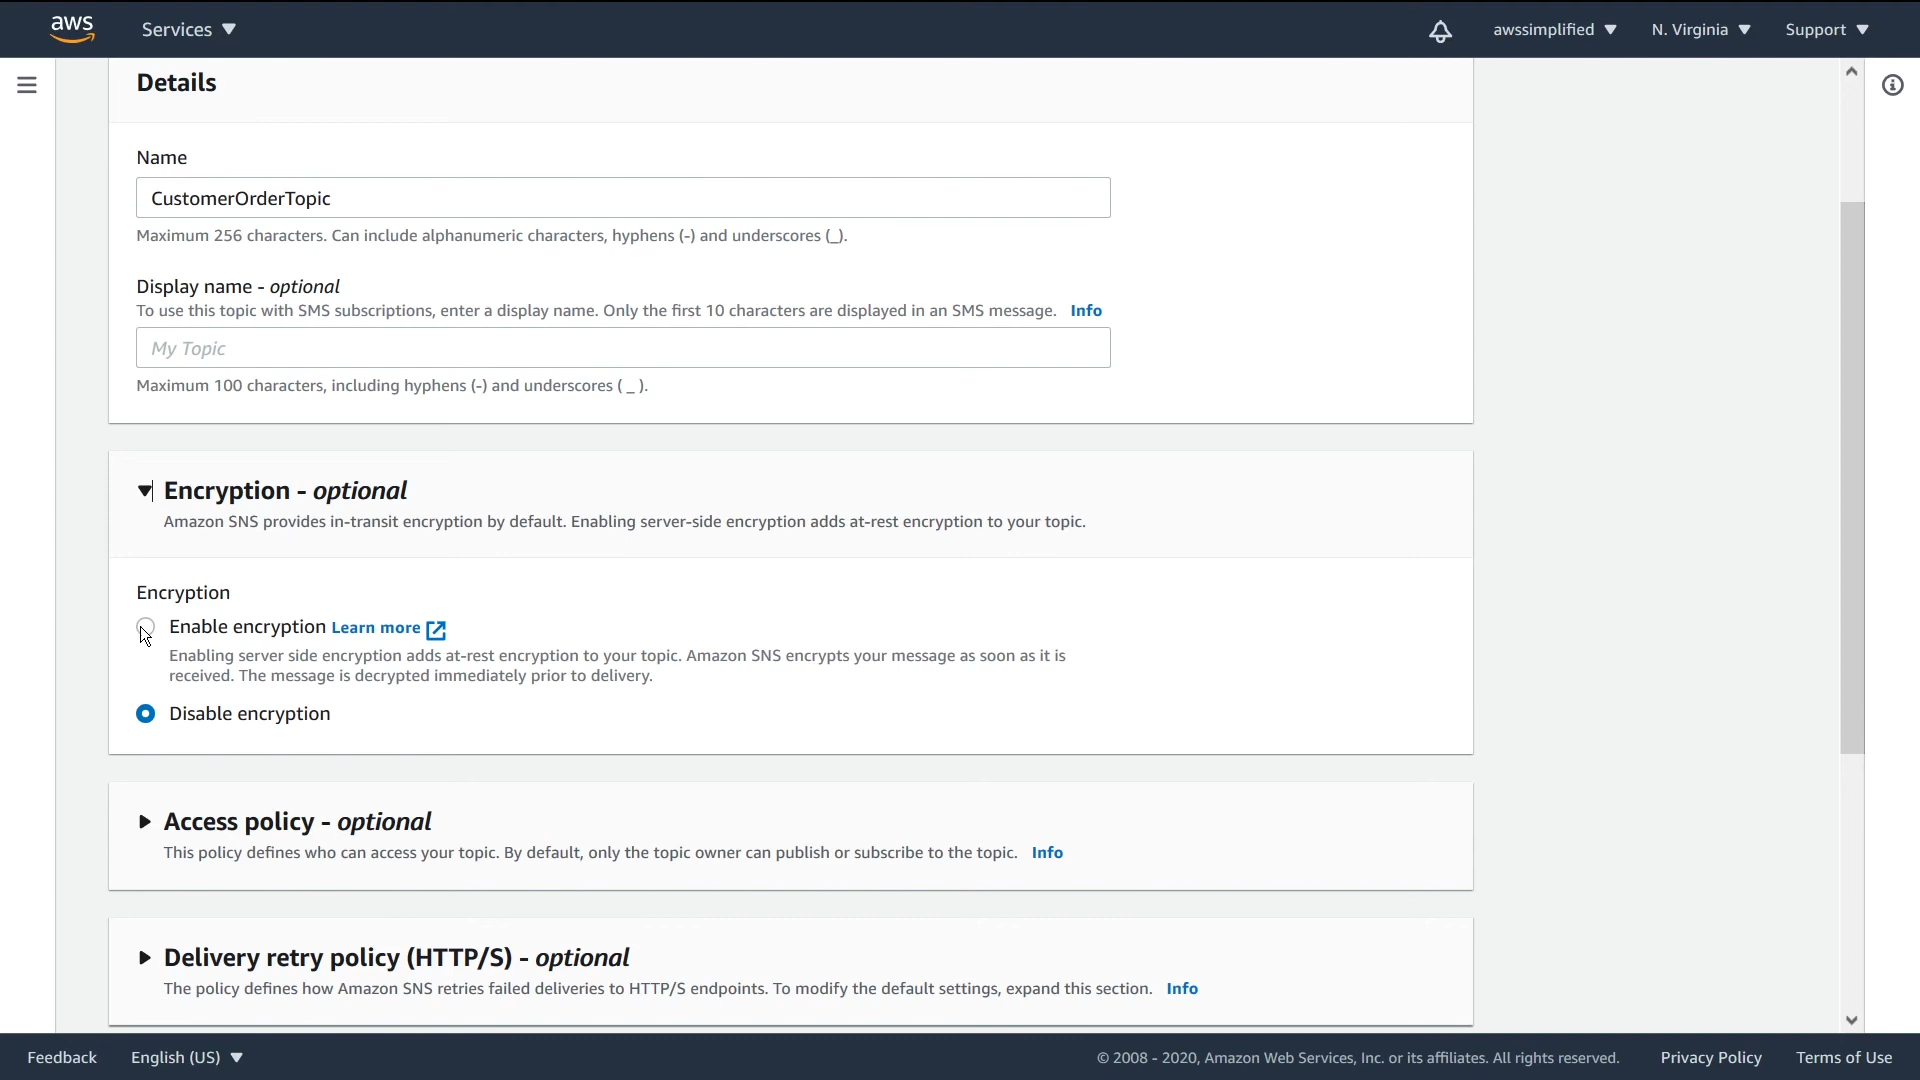 aws
Services
awssimplified
N. Virginia
Support
Details
Name
CustomerOrderTopic
Maximum 256 characters. Can include alphanumeric characters, hyphens (-) and underscores (_).
Display name - optional
To use this topic with SMS subscriptions, enter a display name. Only the first 10 characters are displayed in an SMS message. Info
My Topic
Maximum 100 characters, including hyphens (-) and underscores ( _ ).
Encryption - optional
Amazon SNS provides in-transit encryption by default. Enabling server-side encryption adds at-rest encryption to your topic.
Encryption
Enable encryption Learn more
Enabling server side encryption adds at-rest encryption to your topic. Amazon SNS encrypts your message as soon as it is
received. The message is decrypted immediately prior to delivery.
Disable encryption
Access policy - optional
This policy defines who can access your topic. By default, only the topic owner can publish or subscribe to the topic. Info
Delivery retry policy (HTTP/S) - optional
The policy defines how Amazon SNS retries failed deliveries to HTTP/S endpoints. To modify the default settings, expand this section. Info
Feedback
English (US)
© 2008 - 2020, Amazon Web Services, Inc. or its affiliates. All rights reserved.
Privacy Policy
Terms of Use